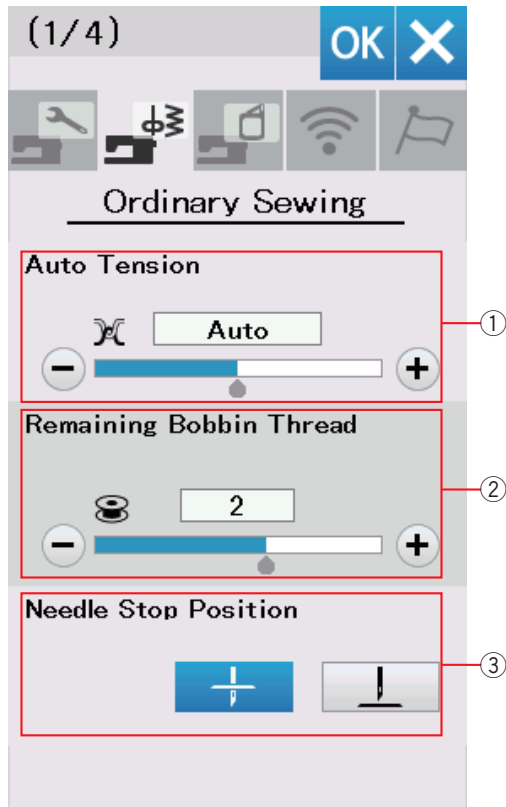 (1/4)
OK
Ordinary Sewing
Auto Tension
Auto
①
Remaining Bobbin Thread
2
②
Needle Stop Position
③